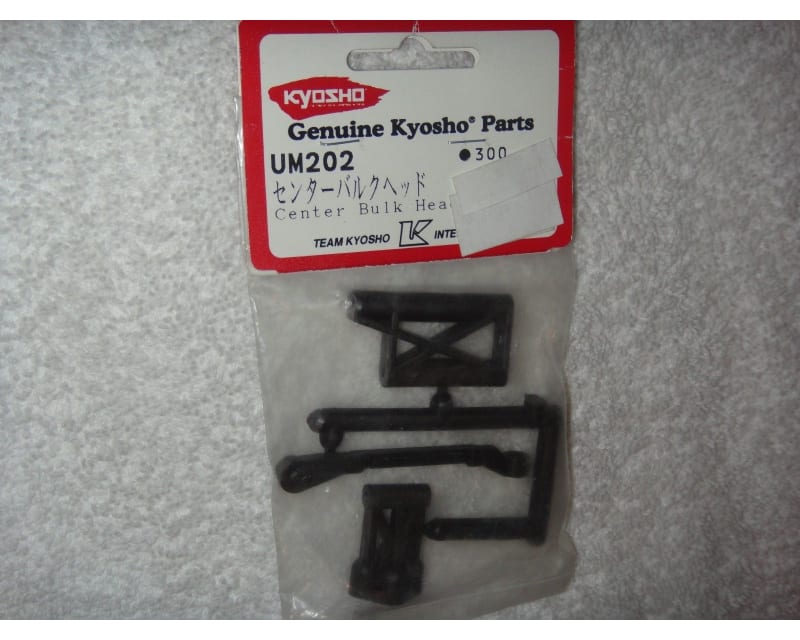 KYOSHO
Genuine Kyosho® Parts
UM202 ●300
センターバルクヘッド
Center Bulk
TEAM KYOSHO K